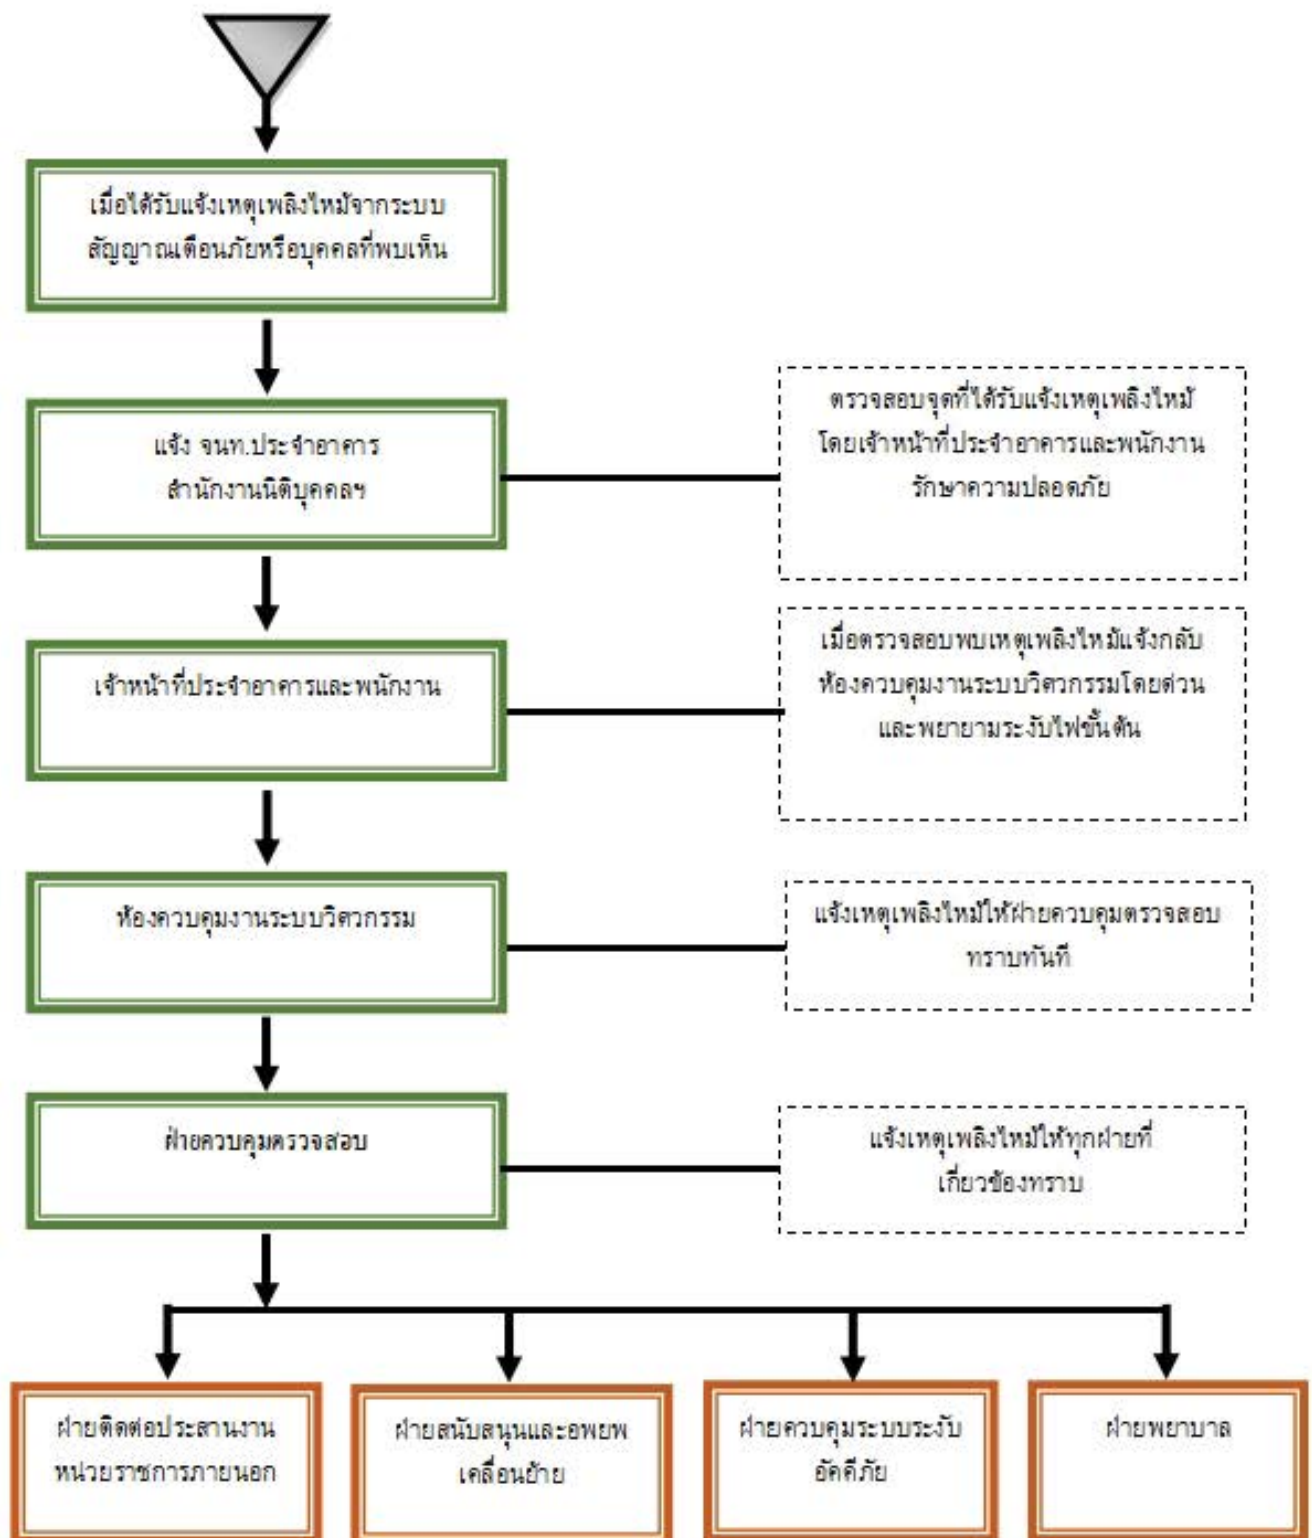 เมื่อได้รับแจ้งเหตุเพลิงไหม้จากระบบ
สัญญาณเตือนภัยหรือบุคคลที่พบเห็น
แจ้ง จนท.ประจำอาคาร
สำนักงานนิติบุคคลฯ
ตรวจสอบจุดที่ได้รับแจ้งเหตุเพลิงไหม้
โดยเจ้าหน้าที่ประจำอาคารและพนักงาน
รักษาความปลอดภัย
เจ้าหน้าที่ประจำอาคารและพนักงาน
เมื่อตรวจสอบพบเหตุเพลิงไหม้แจ้งกลับ
ห้องควบคุมงานระบบวิศวกรรมโดยด่วน
และพยายามระงับไฟขั้นต้น
ห้องควบคุมงานระบบวิศวกรรม
แจ้งเหตุเพลิงไหม้ให้ฝ่ายควบคุมตรวจสอบ
ทราบทันที
ฝ่ายควบคุมตรวจสอบ
แจ้งเหตุเพลิงไหม้ให้ทุกฝ่ายที่
เกี่ยวข้องทราบ
ฝ่ายติดต่อประสานงาน
หน่วยราชการภายนอก
ฝ่ายสนับสนุนและอพยพ
เคลื่อนย้าย
ฝ่ายควบคุมระบบระงับ
อัคคีภัย
ฝ่ายพยาบาล